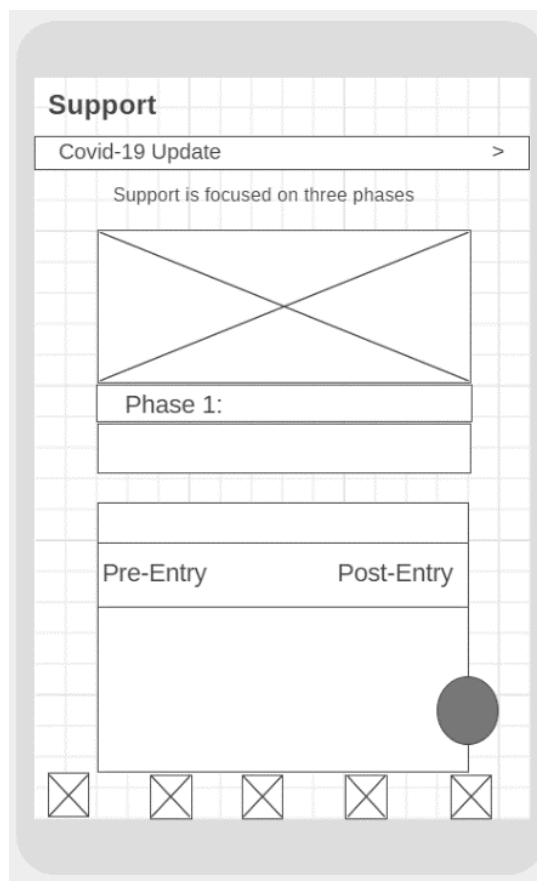 Support
Covid-19 Update >
Support is focused on three phases
Phase 1:
Pre-Entry Post-Entry